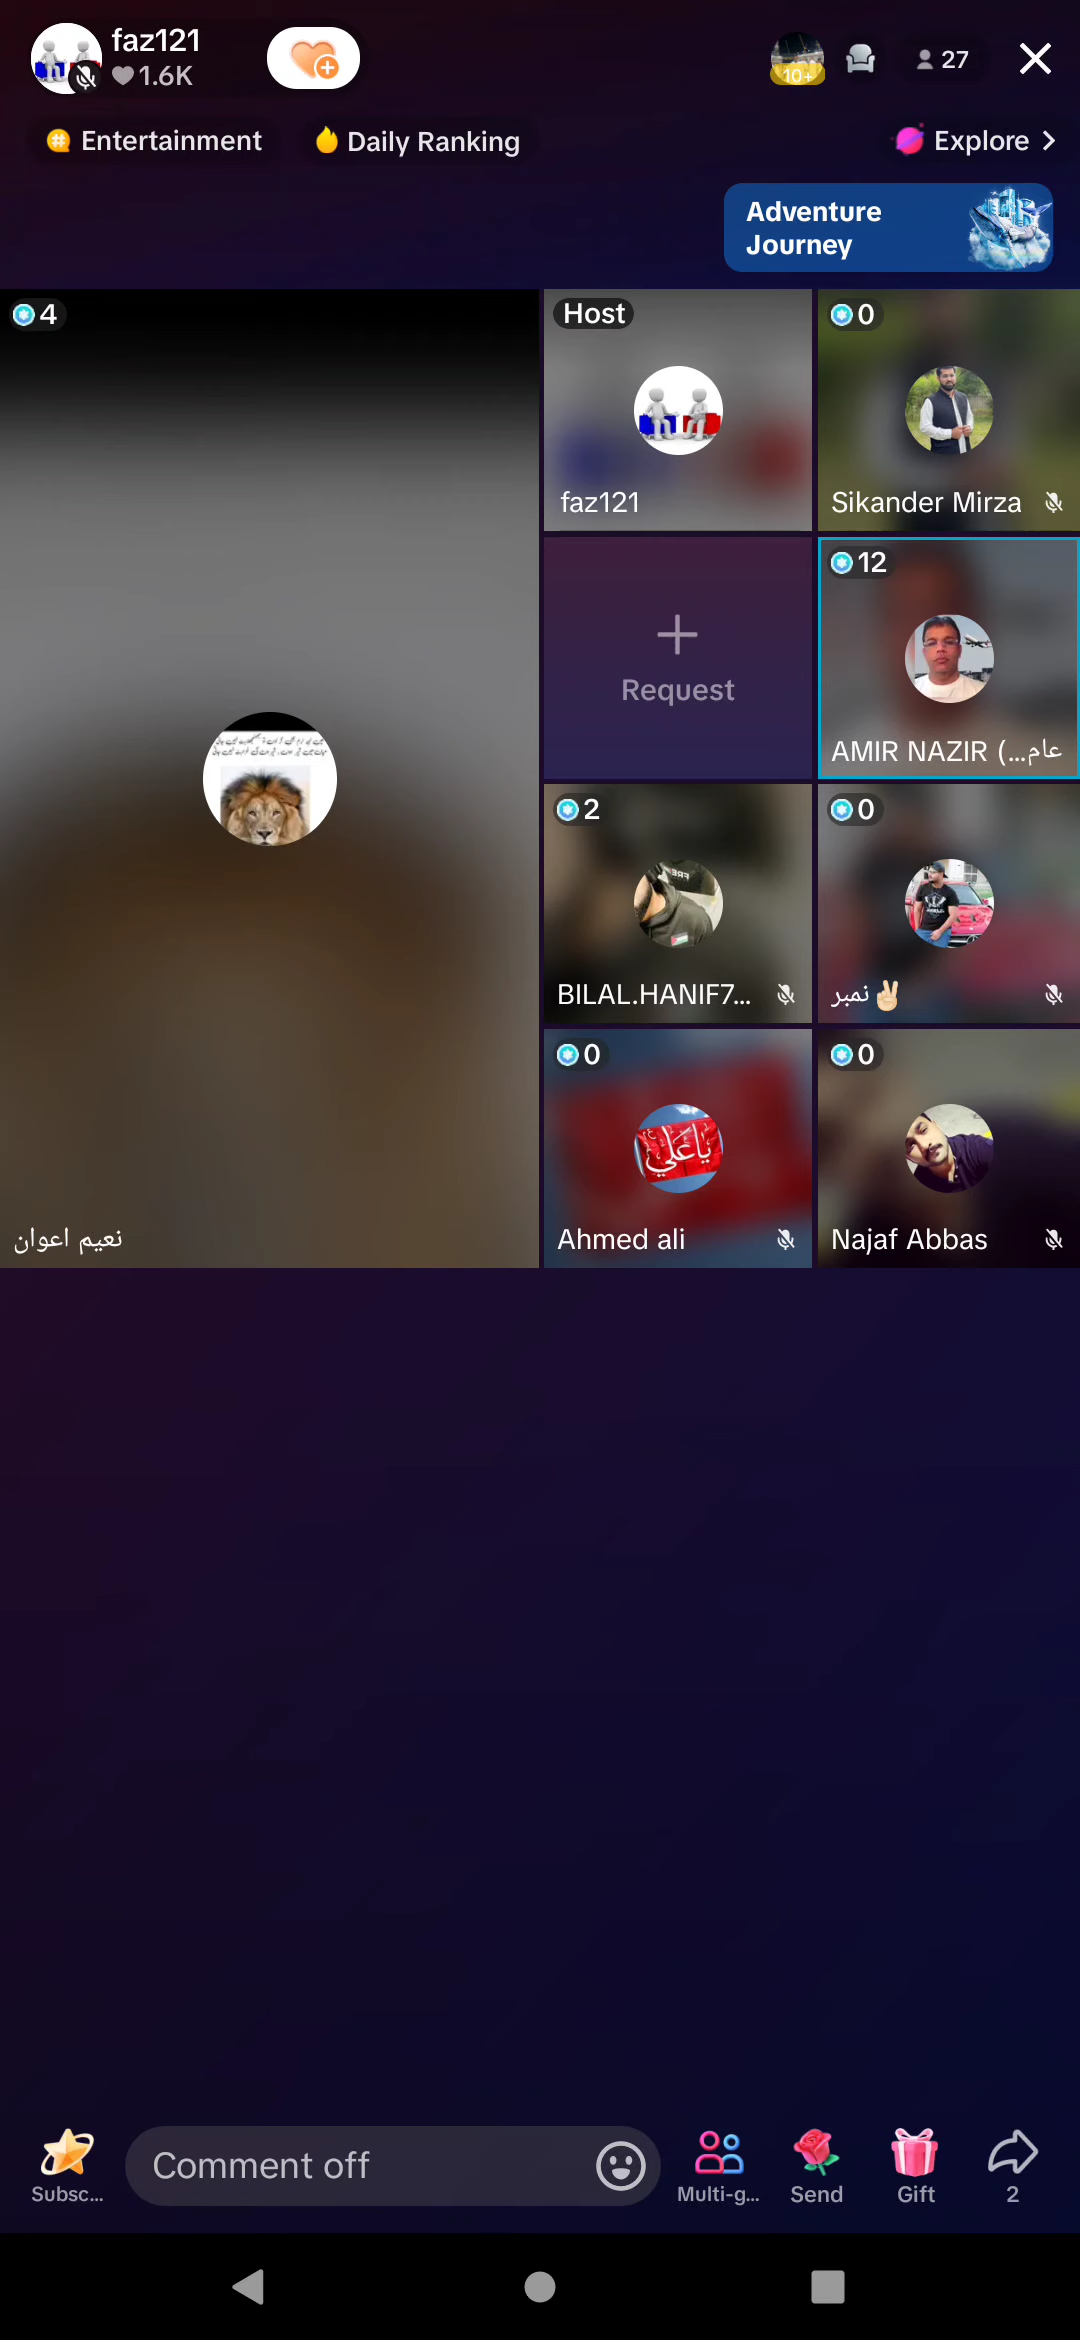 faz121
1.6K
10+
27
Entertainment
Daily Ranking
Explore
Adventure
Journey
4
Host
0
faz121
Sikander Mirza
12
Request
AMIR NAZIR (...عام
2
0
BILAL.HANIF7...
نمبر✌🏻
0
0
ياعلي
Ahmed ali
Najaf Abbas
نعیم اعوان
Comment off
Subsc...
Multi-g...
Send
Gift
2